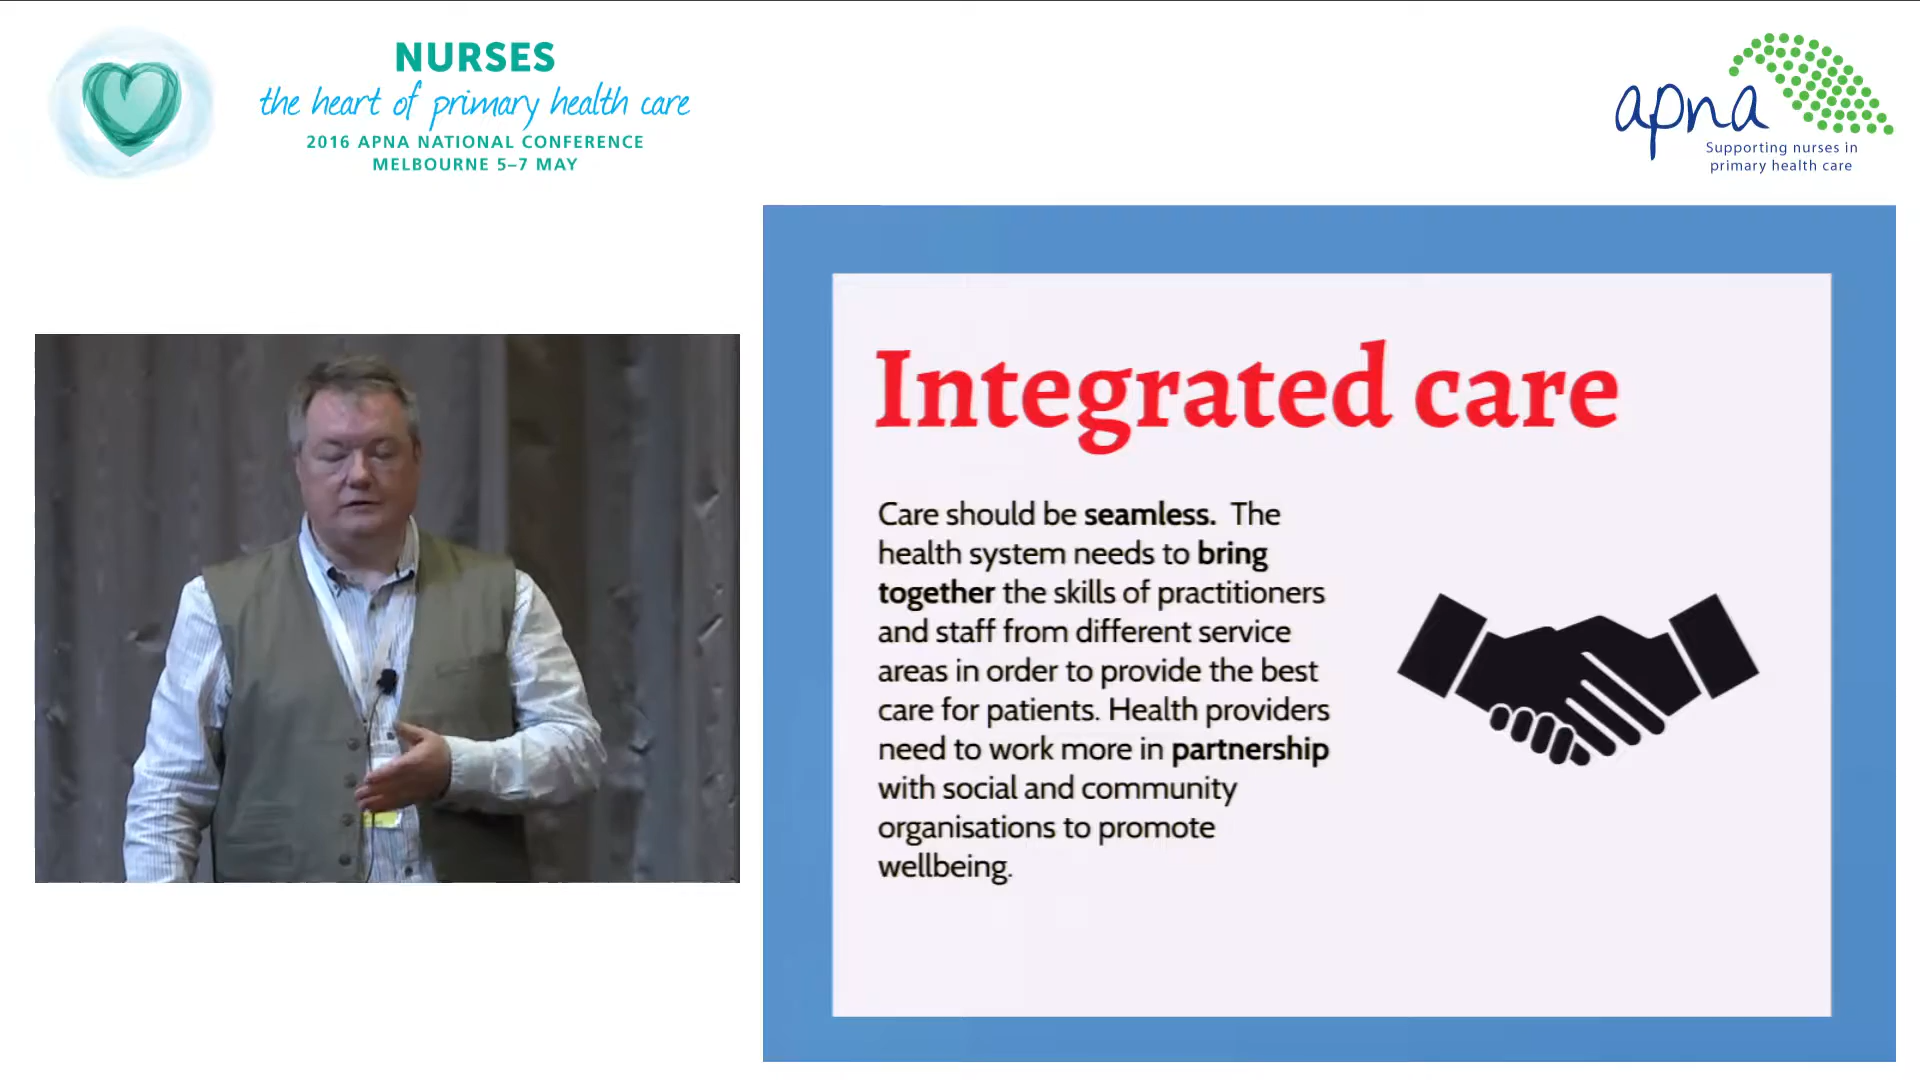 NURSES
the heart of primary health care
2016 APNA NATIONAL CONFERENCE
MELBOURNE 5–7 MAY
apna
Supporting nurses in
primary health care
Integrated care
Care should be seamless. The
health system needs to bring
together the skills of practitioners
and staff from different service
areas in order to provide the best
care for patients. Health providers
need to work more in partnership
with social and community
organisations to promote
wellbeing.